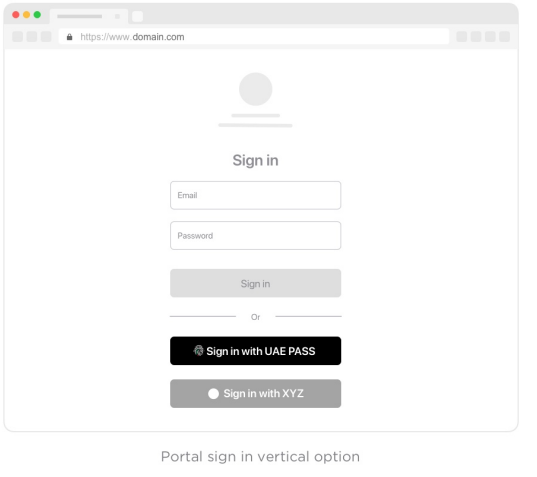 https://www.domain.com
Sign in
Email
Password
Sign in
Or
Sign in with UAE PASS
Sign in with XYZ
Portal sign in vertical option